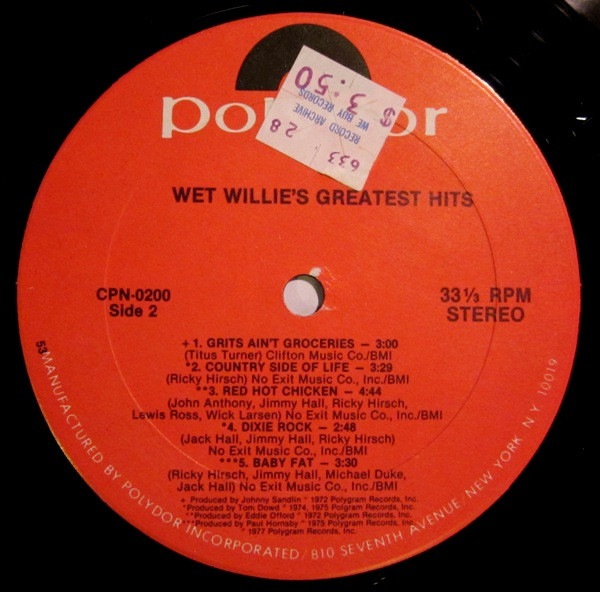 polydor
$ 3.50
WE BUY RECORDS
RECORD ARCHIVE
28
633
WET WILLIE'S GREATEST HITS
CPN-0200
Side 2
33 1/3 RPM
STEREO
+ 1. GRITS AIN'T GROCERIES – 3:00
(Titus Turner) Clifton Music Co./BMI
*2. COUNTRY SIDE OF LIFE – 3:29
(Ricky Hirsch) No Exit Music Co., Inc./BMI
**3. RED HOT CHICKEN – 4:44
(John Anthony, Jimmy Hall, Ricky Hirsch,
Lewis Ross, Wick Larsen) No Exit Music Co., Inc./BMI
*4. DIXIE ROCK – 2:48
(Jack Hall, Jimmy Hall, Ricky Hirsch)
No Exit Music Co., Inc./BMI
***5. BABY FAT – 3:30
(Ricky Hirsch, Jimmy Hall, Michael Duke,
Jack Hall) No Exit Music Co., Inc./BMI
+ Produced by Johnny Sandlin ° 1972 Polygram Records, Inc.
*Produced by Tom Dowd ° 1974, 1975 Polygram Records, Inc.
**Produced by Eddie Offord ° 1972 Polygram Records, Inc.
***Produced by Paul Hornsby ° 1975 Polygram Records, Inc.
° 1977 Polygram Records, Inc.
53 MANUFACTURED BY POLYDOR INCORPORATED / 810 SEVENTH AVENUE / NEW YORK N.Y. 10019